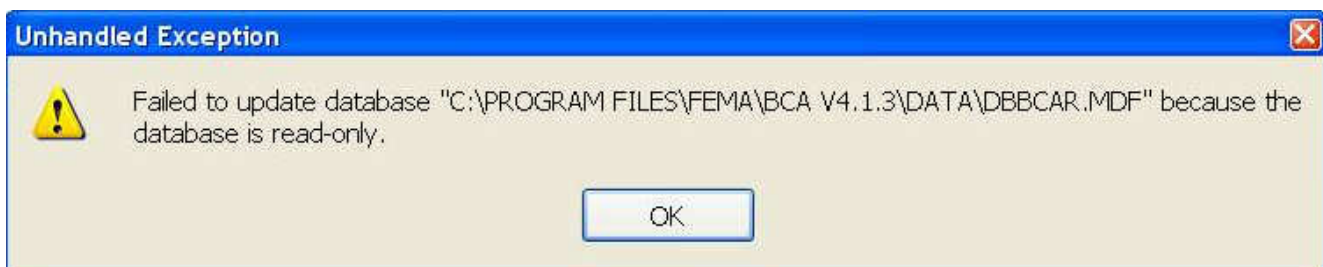 Unhandled Exception
Failed to update database "C:\PROGRAM FILES\FEMA\BCA V4.1.3\DATA\DBBCAR.MDF" because the
database is read-only.
OK